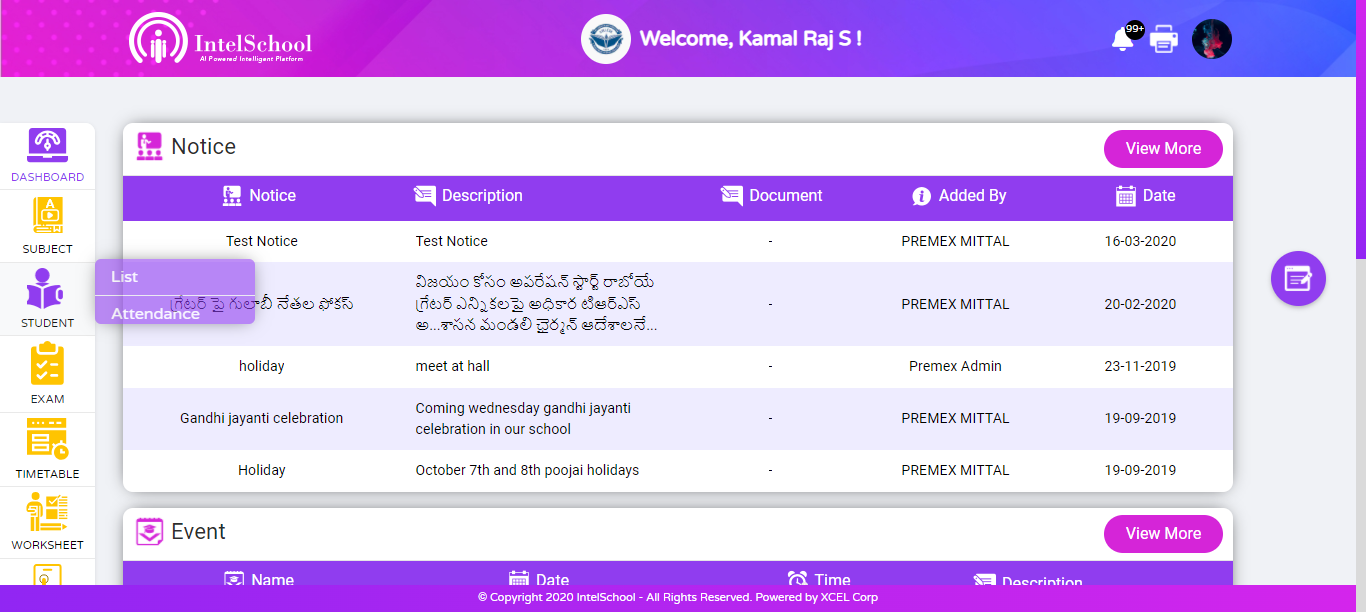 IntelSchool
AI Powered Intelligent Platform
Welcome, Kamal Raj S !
99+
DASHBOARD
SUBJECT
STUDENT
List
Attendance
EXAM
TIMETABLE
WORKSHEET
Notice
View More
Notice Description Document Added By Date
Test Notice Test Notice - PREMEX MITTAL 16-03-2020
గ్రేటర్ పై గులాబీ నేతల ఫోకస్ - PREMEX MITTAL 20-02-2020
విజయం కోసం అపరేషన్ స్టార్ట్ రాబోయే
గ్రేటర్ ఎన్నికలపై అధికార టిఆర్ఎస్
అ...శాసన మండలి ఛైర్మన్ ఆదేశాలనే...
holiday meet at hall - Premex Admin 23-11-2019
Gandhi jayanti celebration - PREMEX MITTAL 19-09-2019
Coming wednesday gandhi jayanti
celebration in our school
Holiday October 7th and 8th poojai holidays - PREMEX MITTAL 19-09-2019
Event
View More
Name Date Time Description
© Copyright 2020 IntelSchool - All Rights Reserved. Powered by XCEL Corp